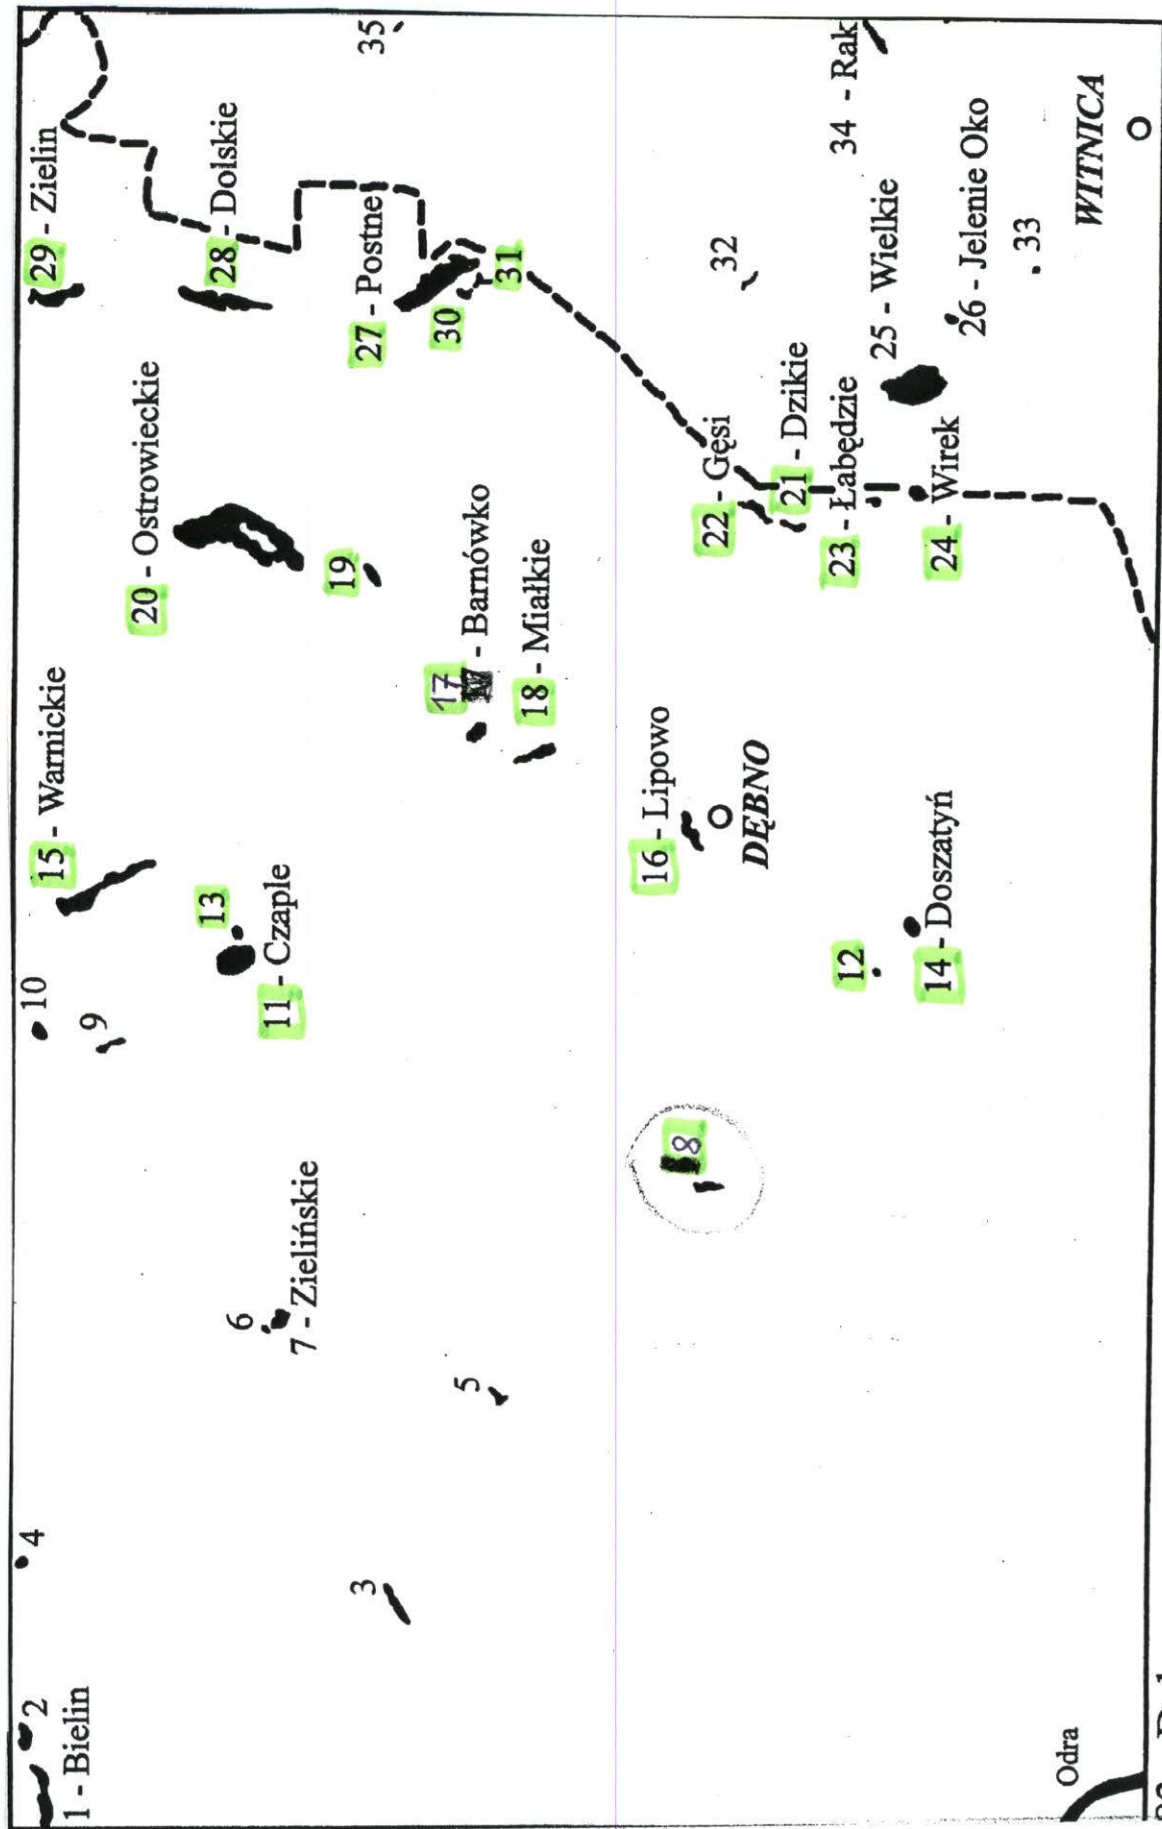 1 - Bielin
2
4
10
9
15 - Warnickie
29 - Zielin
20 - Ostrowieckie
28 - Dolskie
6
7 - Zielińskie
13
11 - Czaple
3
19
27 - Postne
35
5
17 - Barnówko
30
31
18 - Miałkie
8
16 - Lipowo
DĘBNO
22 - Gęsi
32
21 - Dzikie
12
23 - Łabędzie
34 - Rak
25 - Wielkie
14 - Doszatyń
24 - Wirek
26 - Jelenie Oko
33
Odra
WITNICA